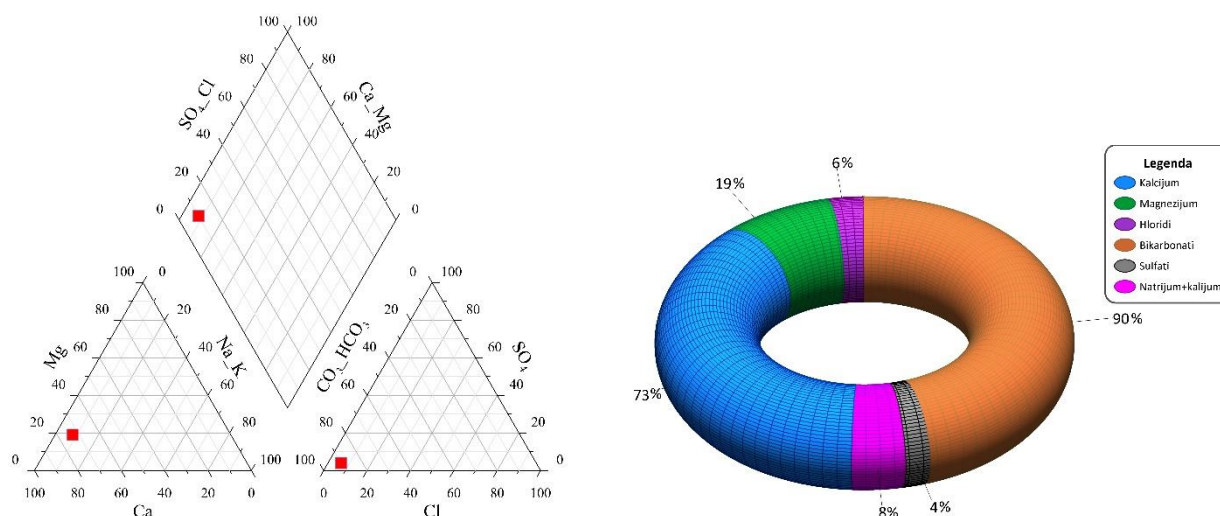 100 100
80 80
SO₄_Cl Ca_Mg
60 60
40 40
20 20
0 0
100 0 0 100
80 20 20 80
Mg Na_K CO₃_HCO₃ SO₄
60 40 40 60
40 60 60 40
20 80 80 20
0 100 100 0
100 80 60 40 20 0
Ca
0 20 40 60 80 100
Cl
6%
19%
90%
73%
8%
4%
Legenda
Kalcijum
Magnezijum
Hloridi
Bikarbonati
Sulfati
Natrijum+kalijum